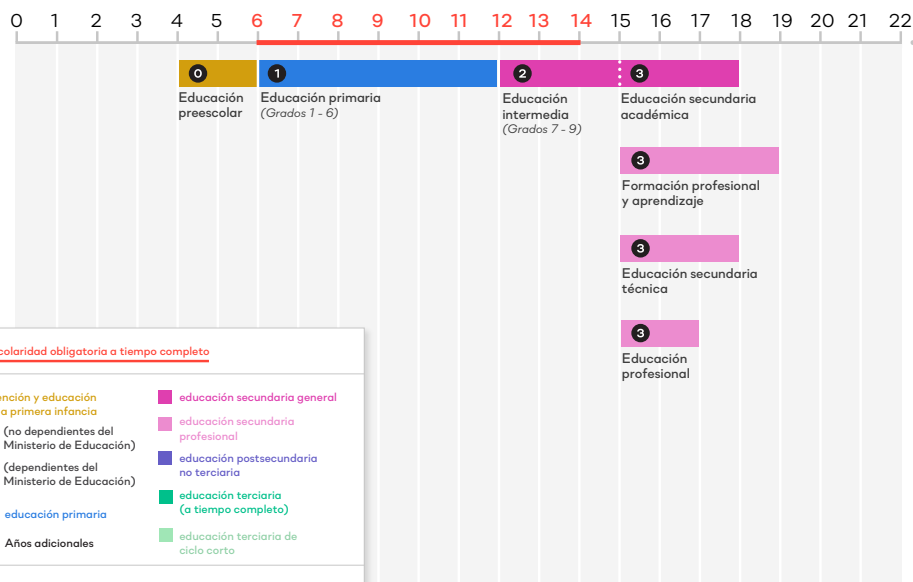 0 1 2 3 4 5 6 7 8 9 10 11 12 13 14 15 16 17 18 19 20 21 22
0 1 2 3
Educación
preescolar
Educación primaria
(Grados 1 - 6)
Educación
intermedia
(Grados 7 - 9)
Educación secundaria
académica
3
Formación profesional
y aprendizaje
3
Educación secundaria
técnica
3
Educación
profesional
colaridad obligatoria a tiempo completo
nción y educación
a primera infancia
(no dependientes del
Ministerio de Educación)
(dependientes del
Ministerio de Educación)
educación primaria
Años adicionales
educación secundaria general
educación secundaria
profesional
educación postsecundaria
no terciaria
educación terciaria
(a tiempo completo)
educación terciaria de
ciclo corto